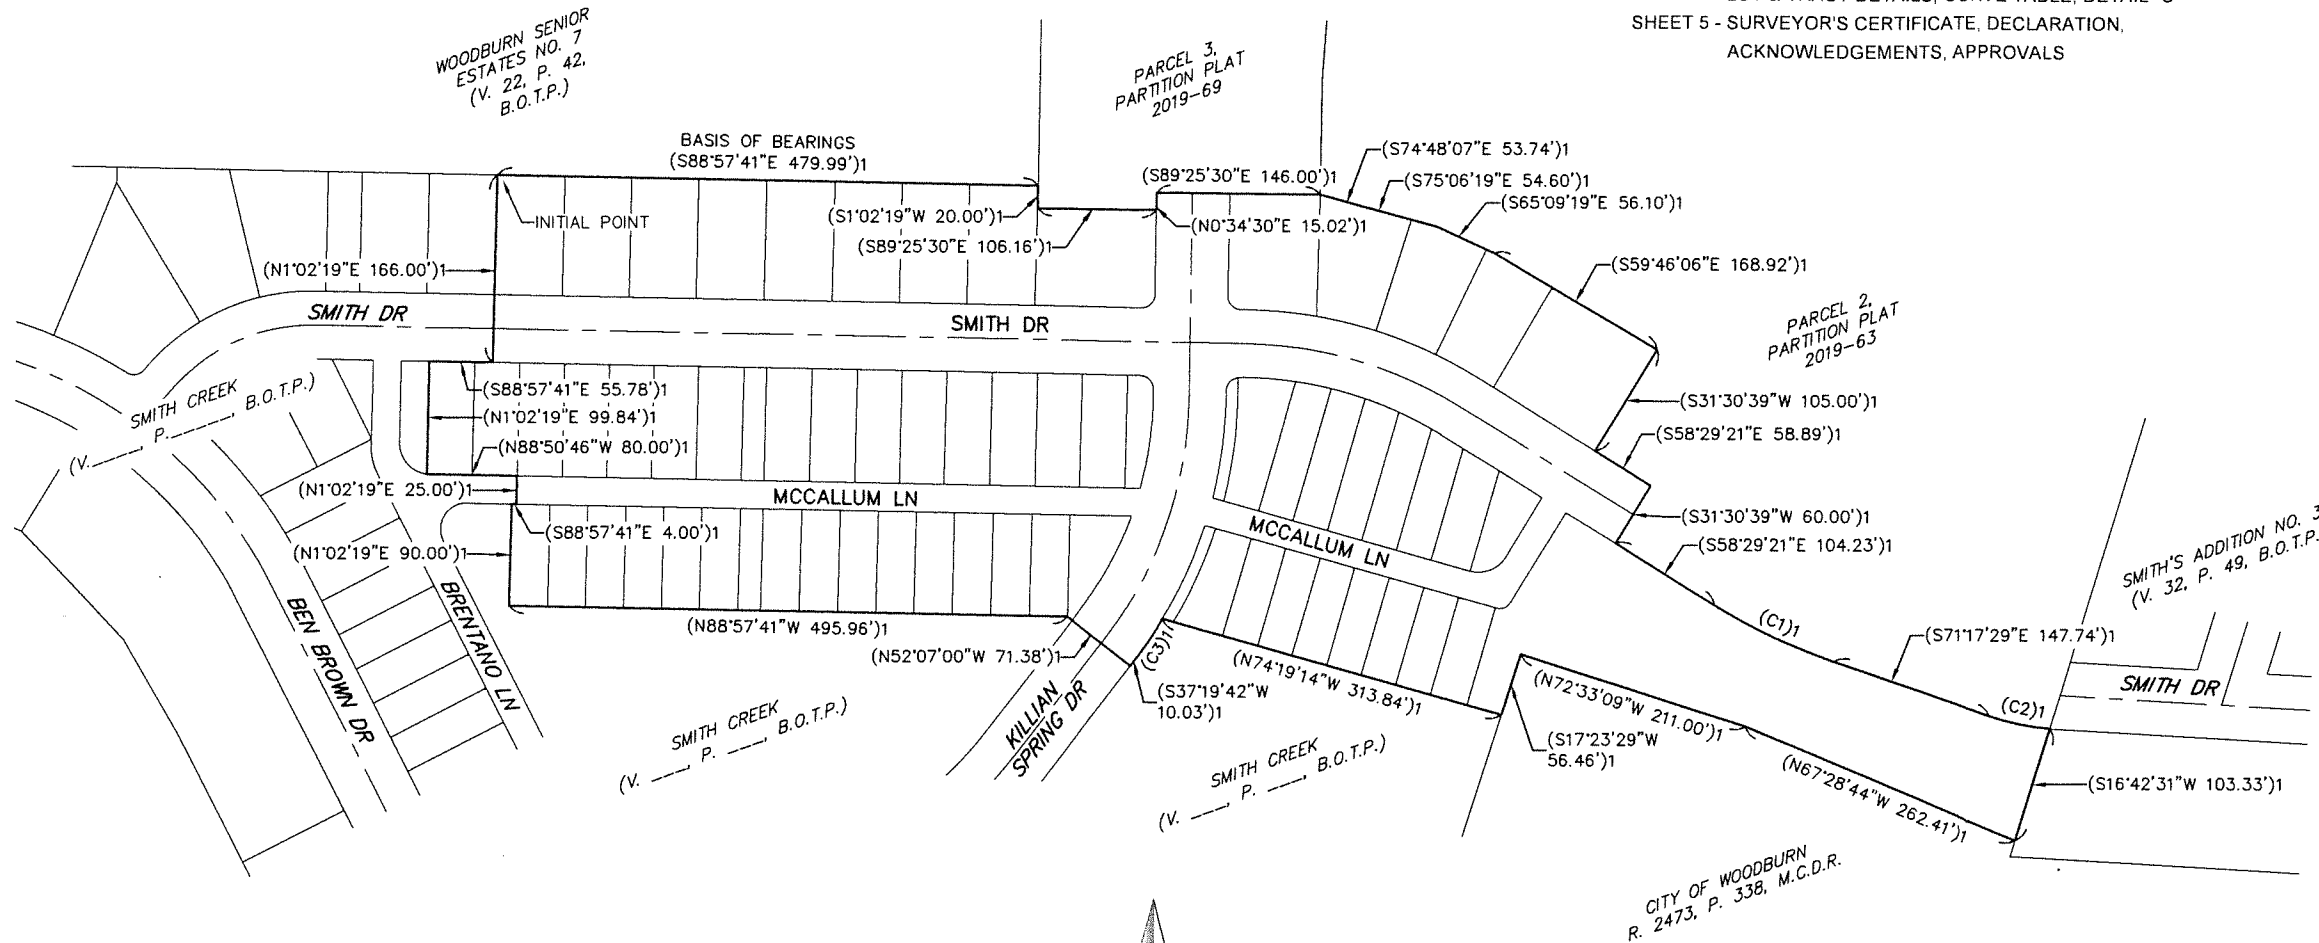 SHEET 5 - SURVEYOR'S CERTIFICATE, DECLARATION,
ACKNOWLEDGEMENTS, APPROVALS
WOODBURN SENIOR
ESTATES NO. 7
(V. 22, P. 42,
B.O.T.P.)
PARCEL 3,
PARTITION PLAT
2019-69
BASIS OF BEARINGS
(S88°57'41"E 479.99')1
(S74°48'07"E 53.74')1
(S89°25'30"E 146.00')1
(S75°06'19"E 54.60')1
(S65°09'19"E 56.10')1
INITIAL POINT
(S1°02'19"W 20.00')1
(N0°34'30"E 15.02')1
(S89°25'30"E 106.16')1
(N1°02'19"E 166.00')1
(S59°46'06"E 168.92')1
SMITH DR
SMITH DR
PARCEL 2,
PARTITION PLAT
2019-63
(S88°57'41"E 55.78')1
(N1°02'19"E 99.84')1
(N88°50'46"W 80.00')1
(S31°30'39"W 105.00')1
(S58°29'21"E 58.89')1
SMITH CREEK
(V. ____ P. ____, B.O.T.P.)
(N1°02'19"E 25.00')1
MCCALLUM LN
(S88°57'41"E 4.00')1
(N1°02'19"E 90.00')1
MCCALLUM LN
(S31°30'39"W 60.00')1
(S58°29'21"E 104.23')1
SMITH'S ADDITION NO. 3
(V. 32, P. 49, B.O.T.P.
BEN BROWN DR
BRENTANO LN
(N88°57'41"W 495.96')1
(N52°07'00"W 71.38')1
(C3)1
(C1)1
(S71°17'29"E 147.74')1
(N74°19'14"W 313.84')1
(S37°19'42"W
10.03')1
KILLIAN
SPRING DR
(N72°33'09"W 211.00')1
(C2)1
SMITH DR
(S17°23'29"W
56.46')1
SMITH CREEK
(V. ____ P. ____, B.O.T.P.)
SMITH CREEK
(V. ____, P. ____, B.O.T.P.)
(N67°28'44"W 262.41')1
(S16°42'31"W 103.33')1
CITY OF WOODBURN
R. 2473, P. 338, M.C.D.R.